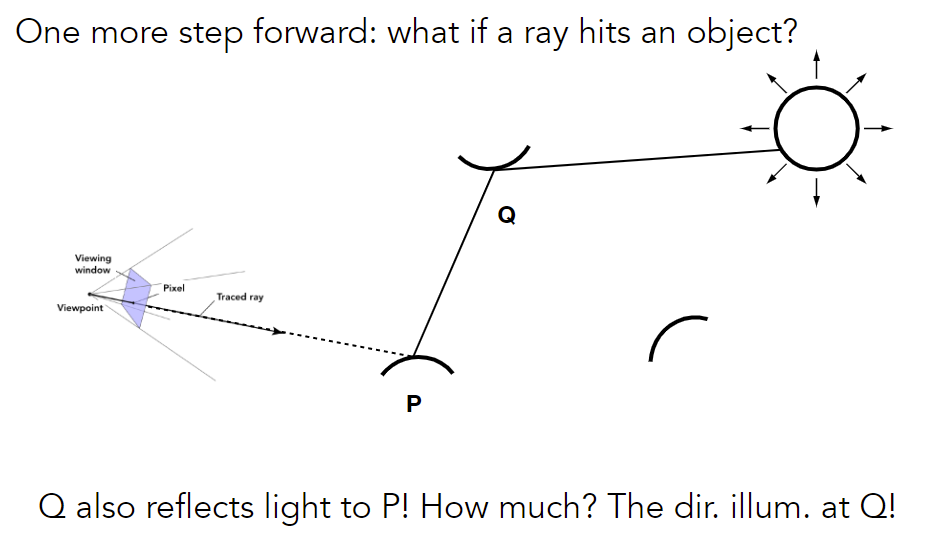 One more step forward: what if a ray hits an object?
Q
Viewing
window
Pixel
Traced ray
Viewpoint
P
Q also reflects light to P! How much? The dir. illum. at Q!